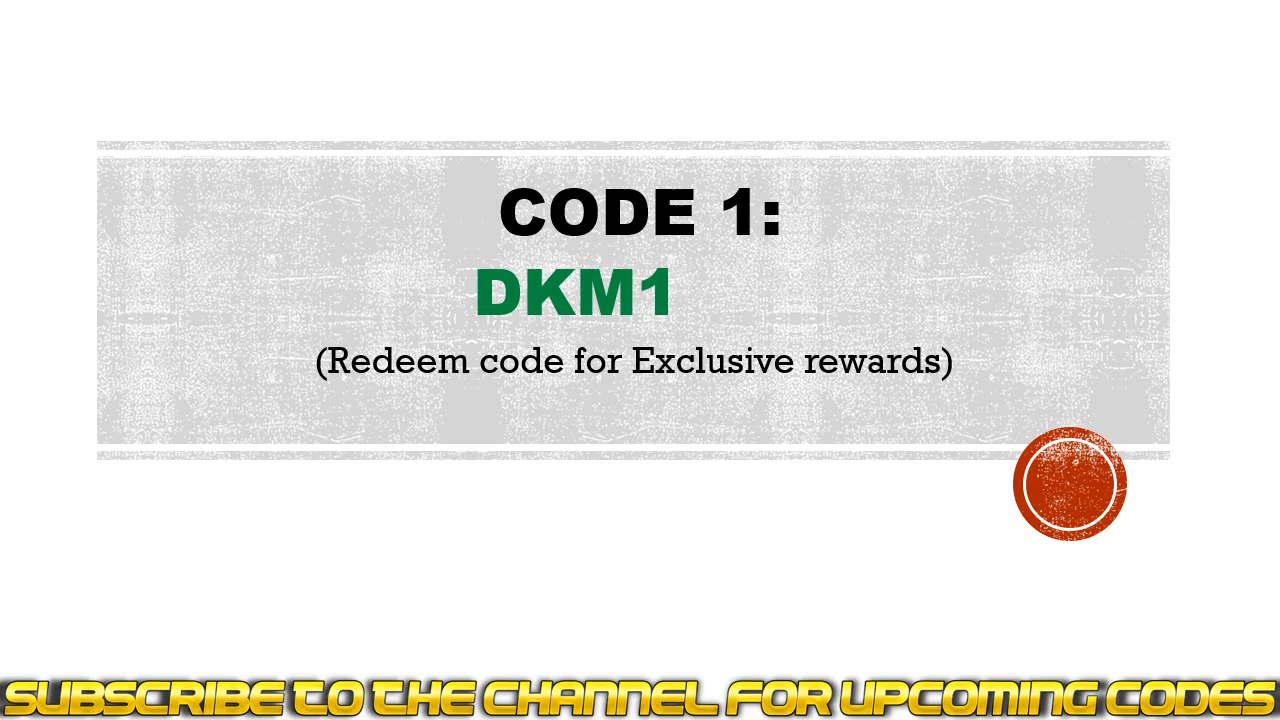 CODE 1:
DKM1
(Redeem code for Exclusive rewards)
SUBSCRIBE TO THE CHANNEL FOR UPCOMING CODES